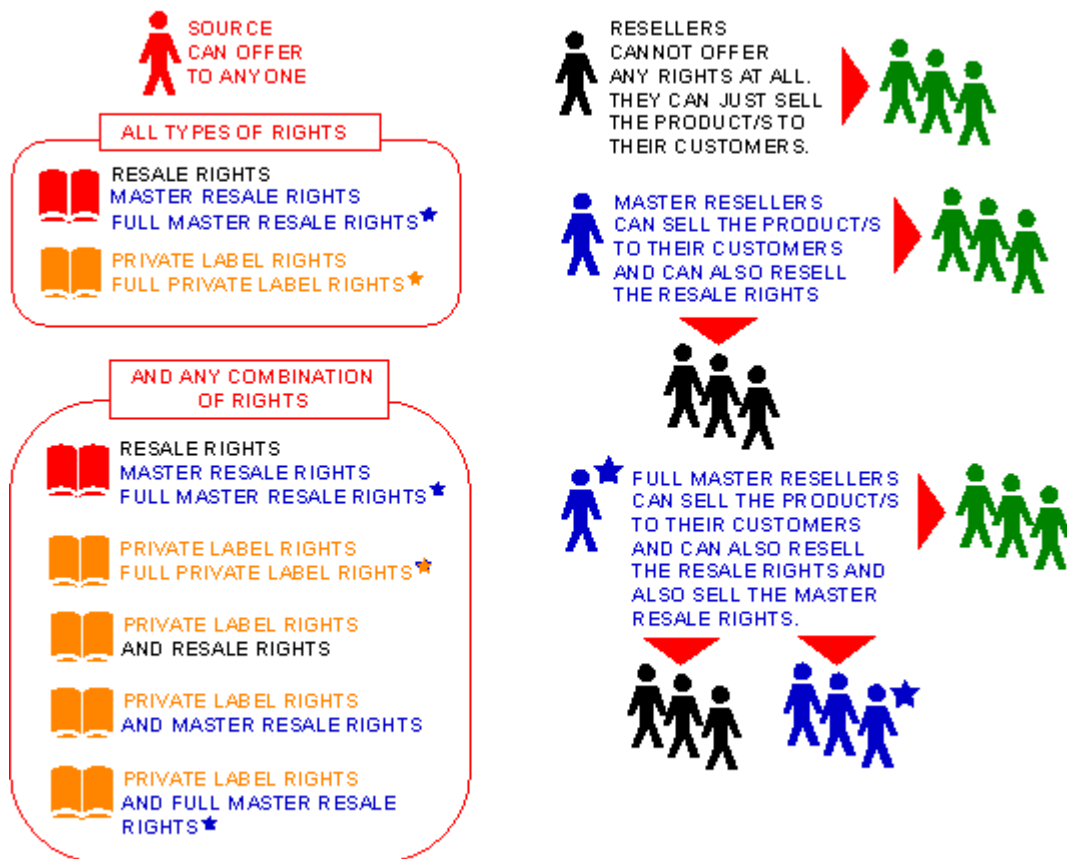 SOURCE
CAN OFFER
TO ANYONE
ALL TYPES OF RIGHTS
RESALE RIGHTS
MASTER RESALE RIGHTS
FULL MASTER RESALE RIGHTS
PRIVATE LABEL RIGHTS
FULL PRIVATE LABEL RIGHTS
AND ANY COMBINATION
OF RIGHTS
RESALE RIGHTS
MASTER RESALE RIGHTS
FULL MASTER RESALE RIGHTS
PRIVATE LABEL RIGHTS
FULL PRIVATE LABEL RIGHTS
PRIVATE LABEL RIGHTS
AND RESALE RIGHTS
PRIVATE LABEL RIGHTS
AND MASTER RESALE RIGHTS
PRIVATE LABEL RIGHTS
AND FULL MASTER RESALE
RIGHTS
RESELLERS
CANNOT OFFER
ANY RIGHTS AT ALL.
THEY CAN JUST SELL
THE PRODUCT/S TO
THEIR CUSTOMERS.
MASTER RESELLERS
CAN SELL THE PRODUCT/S
TO THEIR CUSTOMERS
AND CAN ALSO RESELL
THE RESALE RIGHTS
FULL MASTER RESELLERS
CAN SELL THE PRODUCT/S
TO THEIR CUSTOMERS
AND CAN ALSO RESELL
THE RESALE RIGHTS AND
ALSO SELL THE MASTER
RESALE RIGHTS.